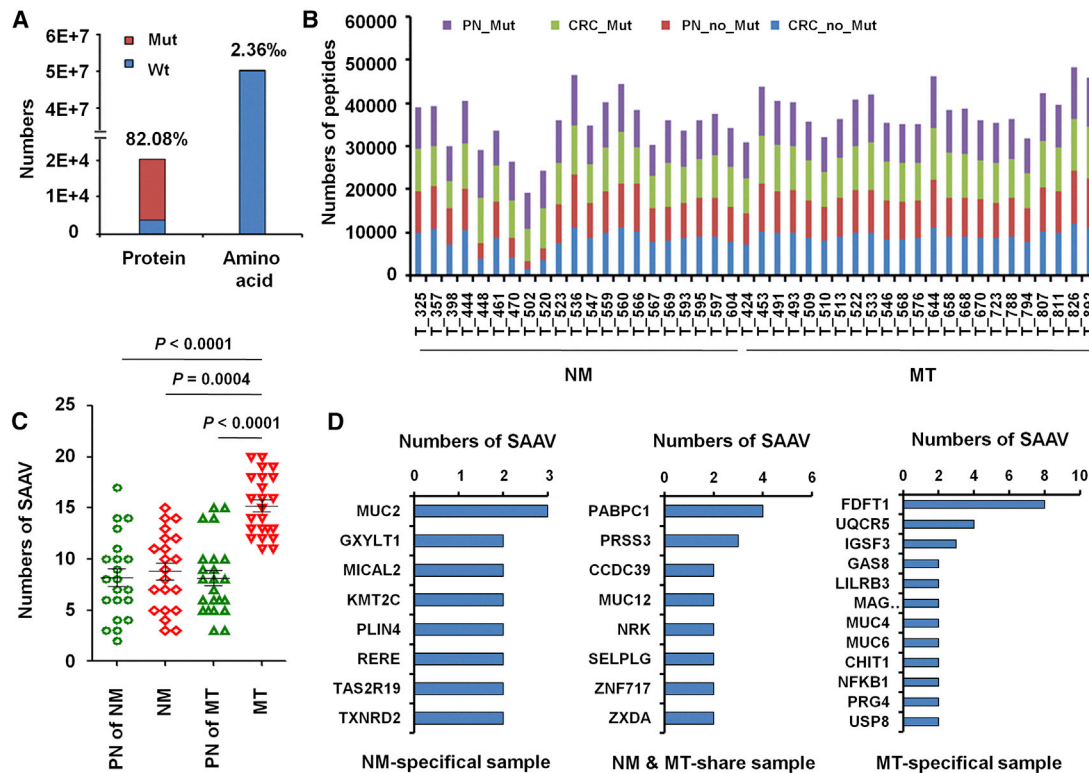 A
6E+7
5E+7
4E+7
2E+4
1E+4
0
Numbers
Mut
Wt
82.08%
2.36‰
Protein
Amino
acid
B
60000
50000
40000
30000
20000
10000
0
Numbers of peptides
PN_Mut
CRC_Mut
PN_no_Mut
CRC_no_Mut
T_325
T_357
T_398
T_444
T_448
T_461
T_470
T_502
T_520
T_523
T_536
T_547
T_559
T_560
T_566
T_567
T_569
T_593
T_595
T_597
T_604
T_424
T_453
T_491
T_493
T_509
T_510
T_513
T_522
T_533
T_546
T_568
T_576
T_644
T_658
T_668
T_670
T_723
T_788
T_794
T_807
T_811
T_826
NM
MT
C
P < 0.0001
P = 0.0004
P < 0.0001
25
20
15
10
5
0
Numbers of SAAV
PN of NM
NM
PN of MT
MT
D
Numbers of SAAV
0 1 2 3
MUC2
GXYLT1
MICAL2
KMT2C
PLIN4
RERE
TAS2R19
TXNRD2
NM-specifical sample
Numbers of SAAV
0 2 4 6
PABPC1
PRSS3
CCDC39
MUC12
NRK
SELPLG
ZNF717
ZXDA
NM & MT-share sample
Numbers of SAAV
0 2 4 6 8 10
FDFT1
UQCR5
IGSF3
GAS8
LILRB3
MAG..
MUC4
MUC6
CHIT1
NFKB1
PRG4
USP8
MT-specifical sample